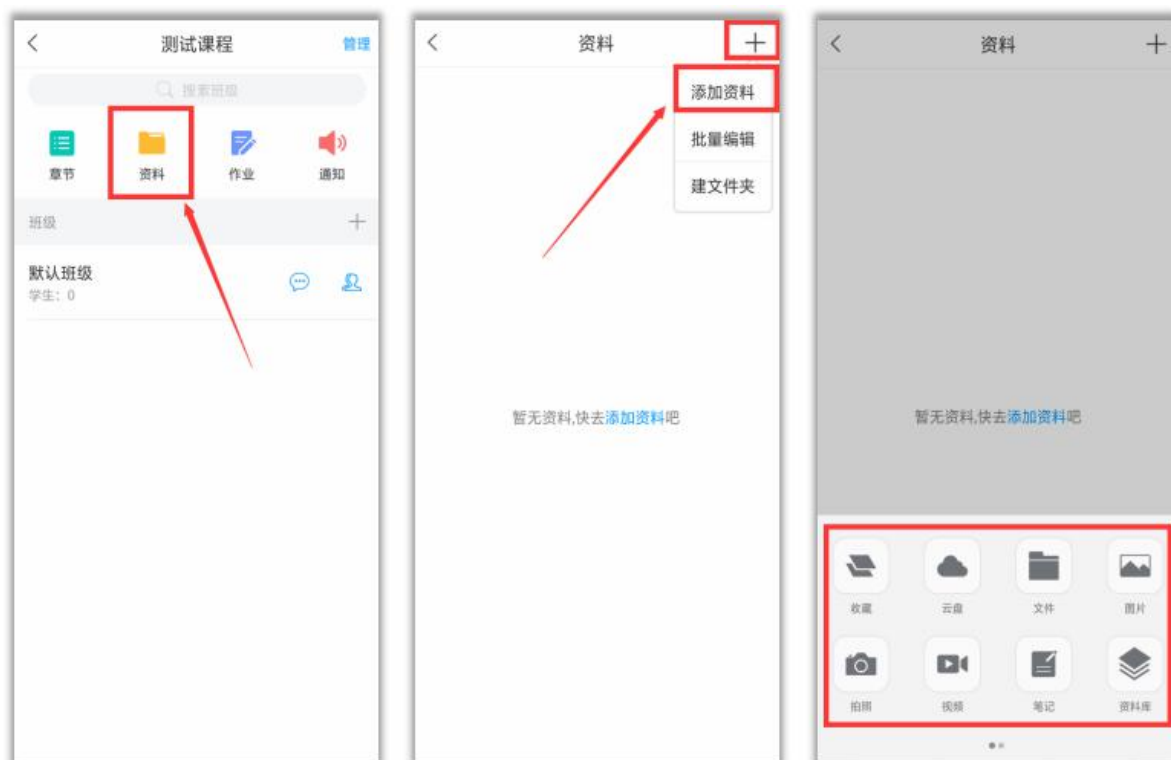 测试课程
管理
搜索班级
章节
资料
作业
通知
班级
默认班级
学生：0
资料
添加资料
批量编辑
建文件夹
暂无资料,快去添加资料吧
资料
暂无资料,快去添加资料吧
收藏
云盘
文件
图片
拍照
视频
笔记
资料库